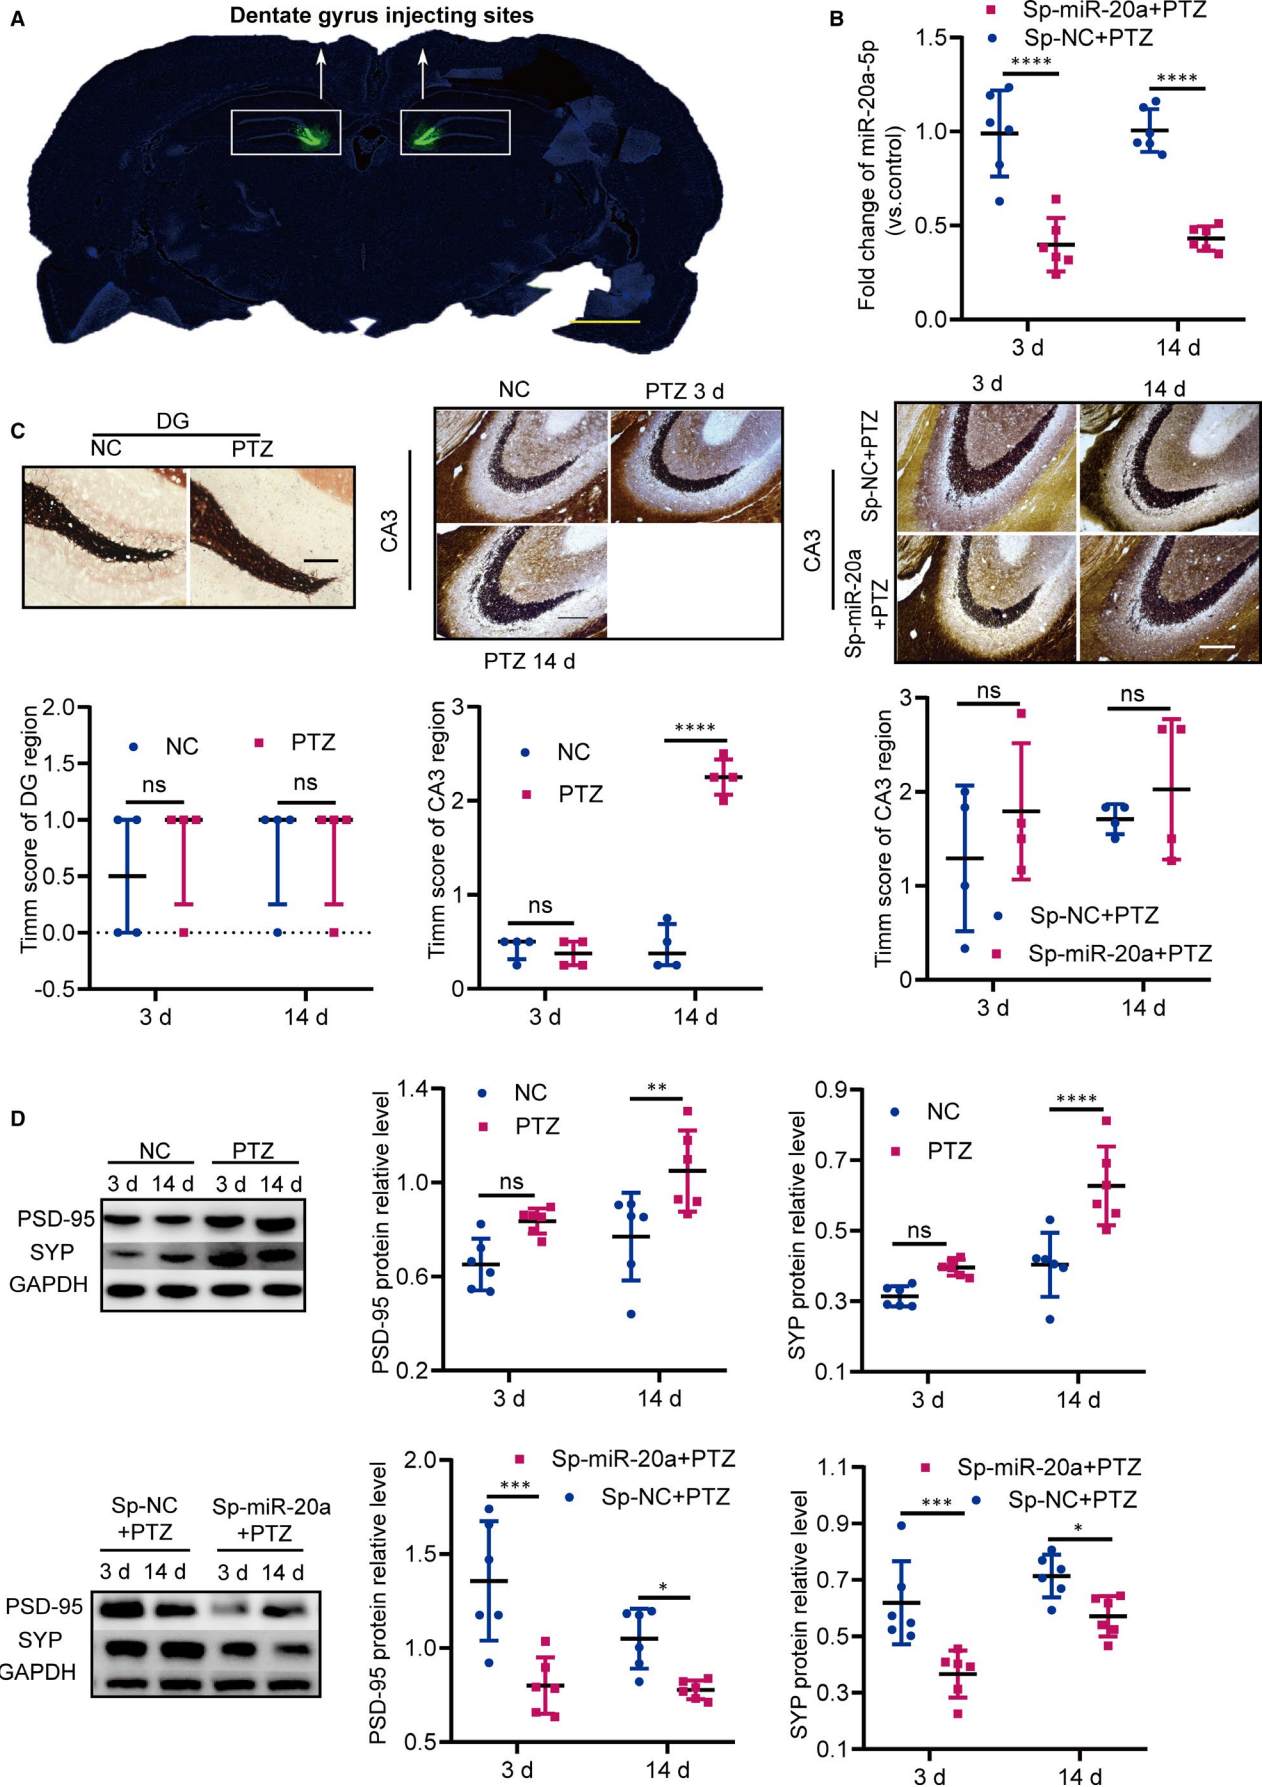 A
Dentate gyrus injecting sites
B
Sp-miR-20a+PTZ
Sp-NC+PTZ
Fold change of miR-20a-5p
(vs.control)
1.5
1.0
0.5
0.0
****
****
3 d
14 d
C
DG
NC
PTZ
NC
PTZ 3 d
CA3
PTZ 14 d
3 d
14 d
CA3
Sp-NC+PTZ
Sp-miR-20a
+PTZ
Timm score of DG region
2.0
1.5
1.0
0.5
0.0
-0.5
NC
PTZ
ns
ns
3 d
14 d
Timm score of CA3 region
3
2
1
0
NC
PTZ
ns
****
3 d
14 d
Timm score of CA3 region
3
2
1
0
ns
ns
Sp-NC+PTZ
Sp-miR-20a+PTZ
3 d
14 d
D
NC
PTZ
3 d
14 d
3 d
14 d
PSD-95
SYP
GAPDH
PSD-95 protein relative level
1.4
1.0
0.6
0.2
NC
PTZ
ns
**
3 d
14 d
SYP protein relative level
0.9
0.7
0.5
0.3
0.1
NC
PTZ
ns
****
3 d
14 d
Sp-NC
+PTZ
Sp-miR-20a
+PTZ
3 d
14 d
3 d
14 d
PSD-95
SYP
GAPDH
PSD-95 protein relative level
2.0
1.5
1.0
0.5
Sp-miR-20a+PTZ
Sp-NC+PTZ
***
*
3 d
14 d
SYP protein relative level
1.1
0.9
0.7
0.5
0.3
0.1
Sp-miR-20a+PTZ
Sp-NC+PTZ
***
*
3 d
14 d